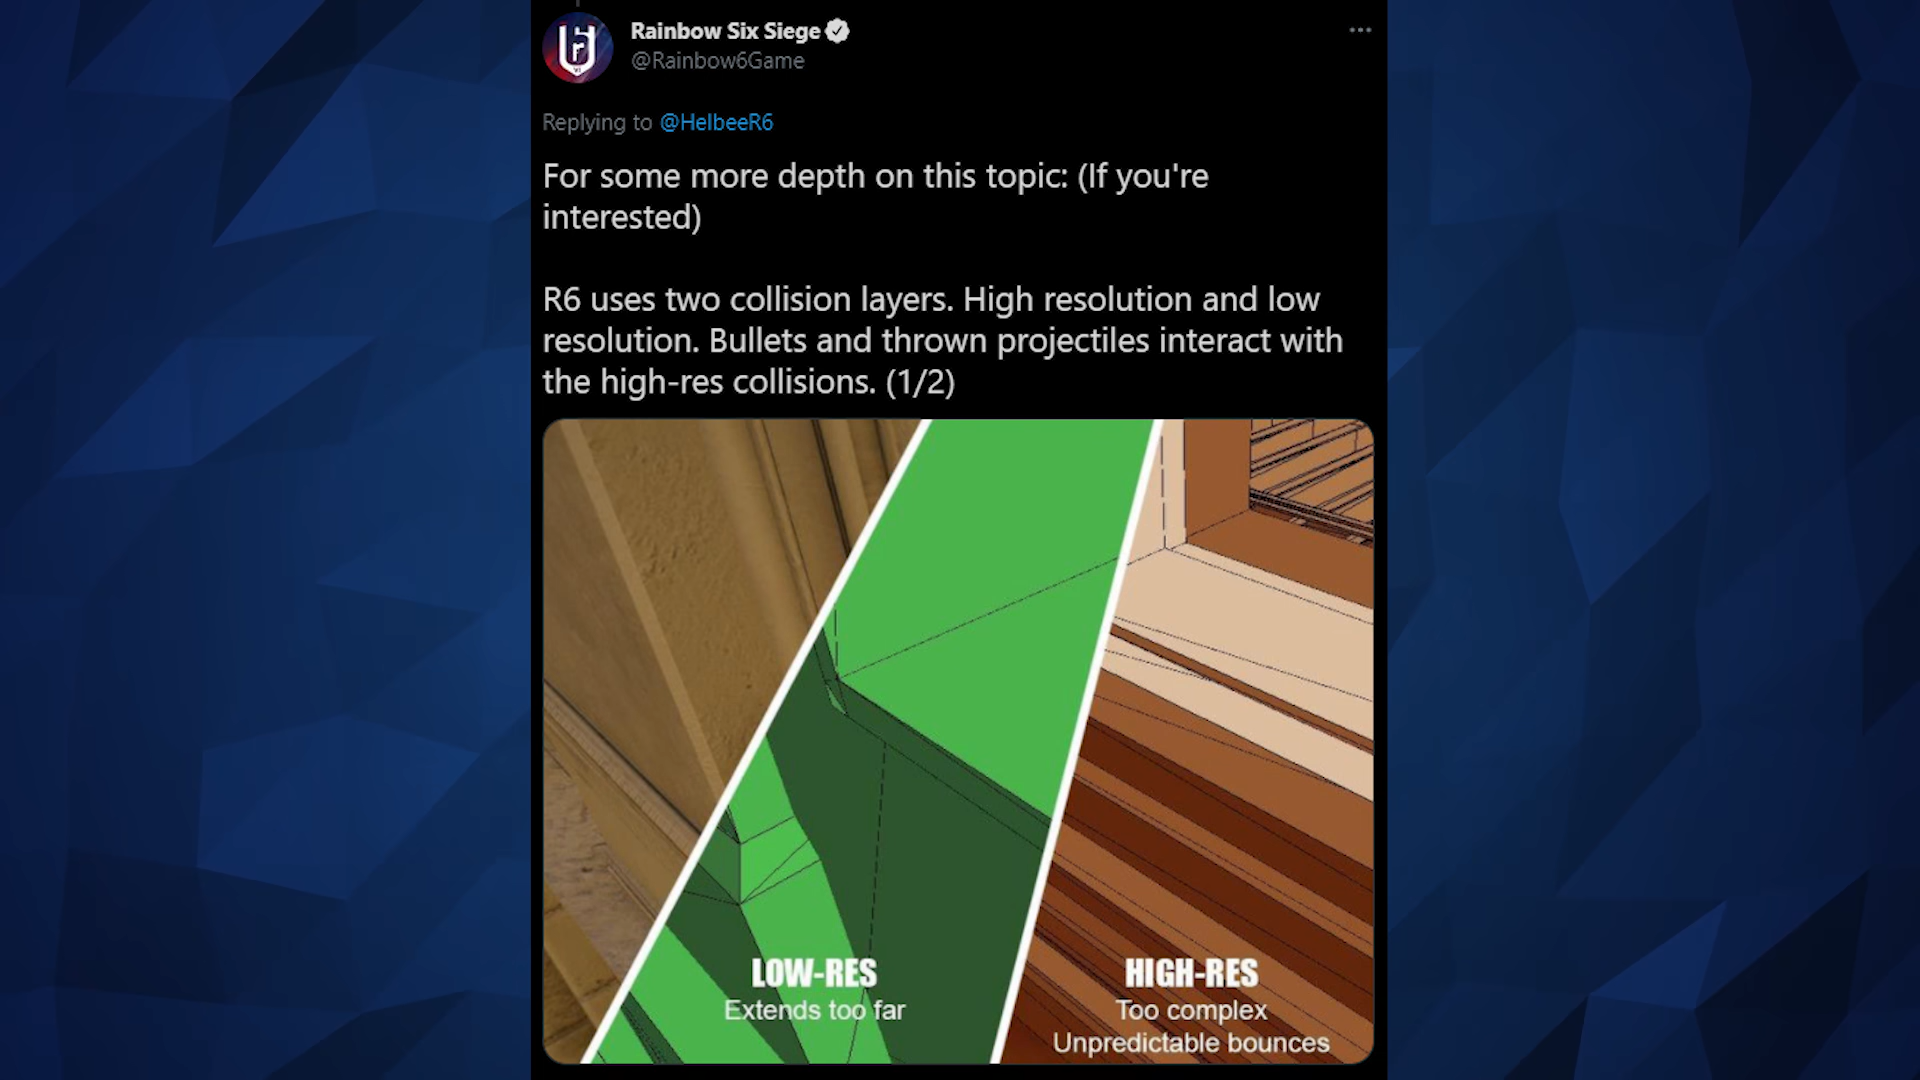 Rainbow Six Siege
@Rainbow6Game
Replying to @HelbeeR6
For some more depth on this topic: (If you're
interested)
R6 uses two collision layers. High resolution and low
resolution. Bullets and thrown projectiles interact with
the high-res collisions. (1/2)
LOW-RES
Extends too far
HIGH-RES
Too complex
Unpredictable bounces